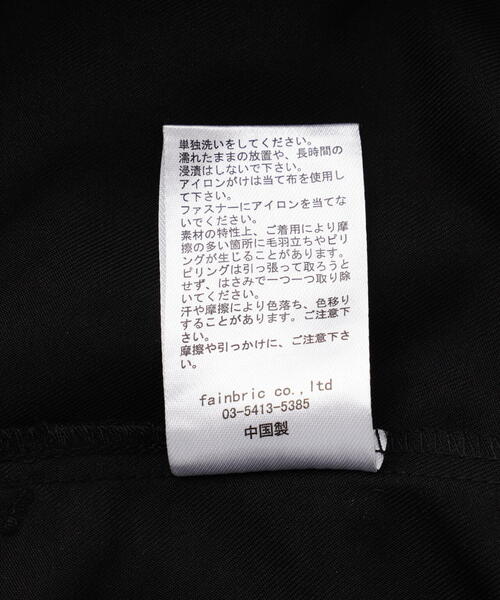 単独洗いをしてください。
濡れたままの放置や、長時間の
浸漬はしないで下さい。
アイロンがけは当て布を使用し
て下さい。
ファスナーにアイロンを当てな
いでください。
素材の特性上、ご着用により摩
擦の多い箇所に毛羽立ちやピリ
ングが生じることがあります。
ピリングは引っ張って取ろうと
せず、はさみで一つ一つ取り除
いてください。
汗や摩擦により色落ち、色移り
することがあります。ご注意下
さい。
摩擦や引っかけに、ご注意下さ
い。
fainbric co.,ltd
03-5413-5385
中国製